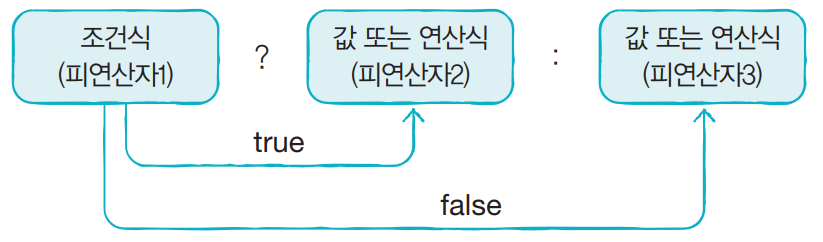 조건식
(피연산자1)
?
값 또는 연산식
(피연산자2)
:
값 또는 연산식
(피연산자3)
true
false